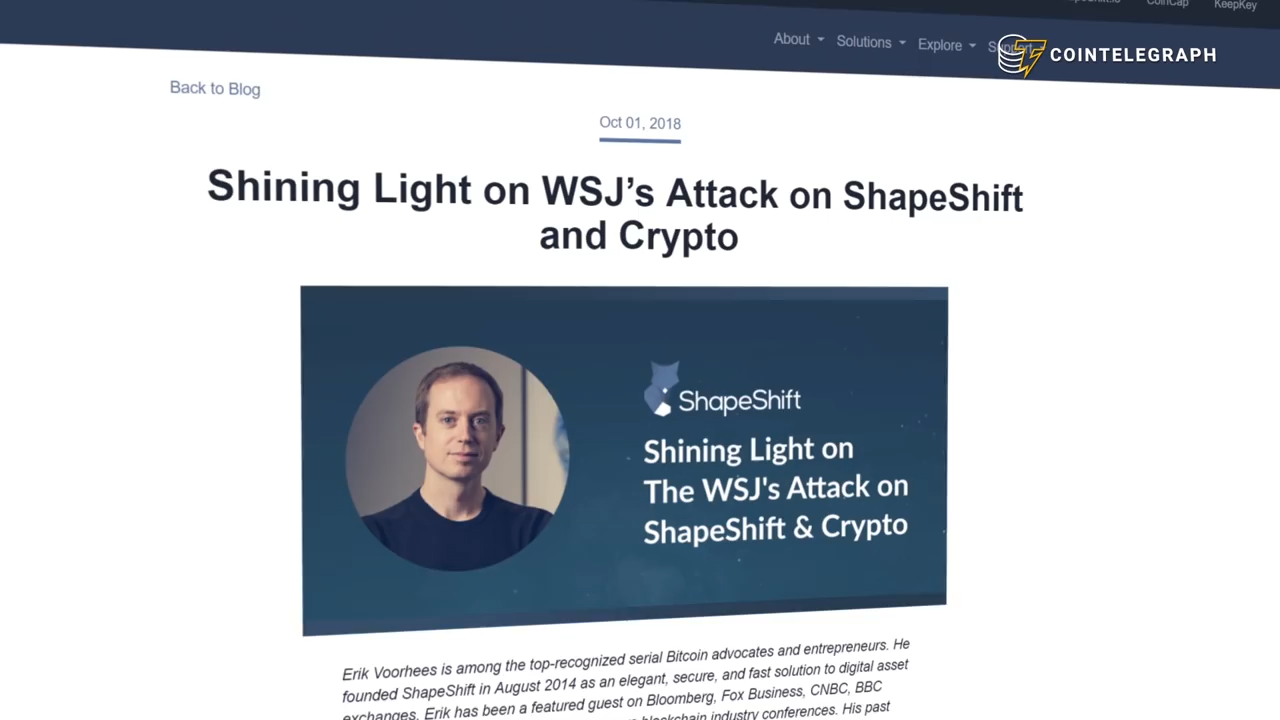 CoinCap
KeepKey
About
Solutions
Explore
COINTELEGRAPH
Back to Blog
Oct 01, 2018
Shining Light on WSJ’s Attack on ShapeShift
and Crypto
ShapeShift
Shining Light on
The WSJ's Attack on
ShapeShift & Crypto
Erik Voorhees is among the top-recognized serial Bitcoin advocates and entrepreneurs. He
founded ShapeShift in August 2014 as an elegant, secure, and fast solution to digital asset
exchanges. Erik has been a featured guest on Bloomberg, Fox Business, CNBC, BBC
blockchain industry conferences. His past